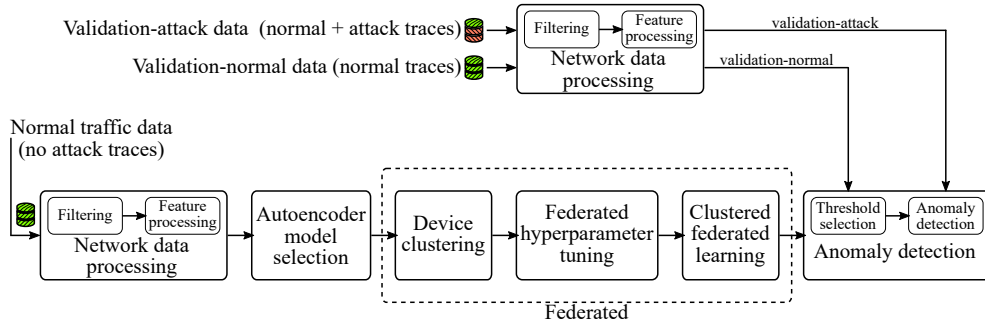 Validation-attack data (normal + attack traces)
Validation-normal data (normal traces)
Filtering
Feature
processing
Network data
processing
validation-attack
validation-normal
Normal traffic data
(no attack traces)
Filtering
Feature
processing
Network data
processing
Autoencoder
model
selection
Device
clustering
Federated
hyperparameter
tuning
Clustered
federated
learning
Federated
Threshold
selection
Anomaly
detection
Anomaly detection